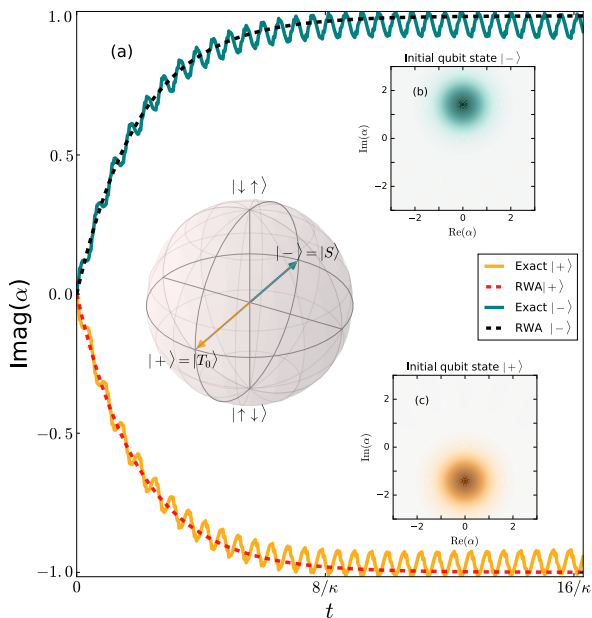 (a)
Imag(α)
1.0
0.5
0.0
−0.5
−1.0
0
8/κ
16/κ
t
|↓↑⟩
|−⟩=|S⟩
|+⟩=|T₀⟩
|↑↓⟩
Initial qubit state |−⟩
(b)
Im(α)
2
0
−2
−2
0
2
Re(α)
Exact |+⟩
RWA|+⟩
Exact |−⟩
RWA |−⟩
Initial qubit state |+⟩
(c)
Im(α)
2
0
−2
−2
0
2
Re(α)